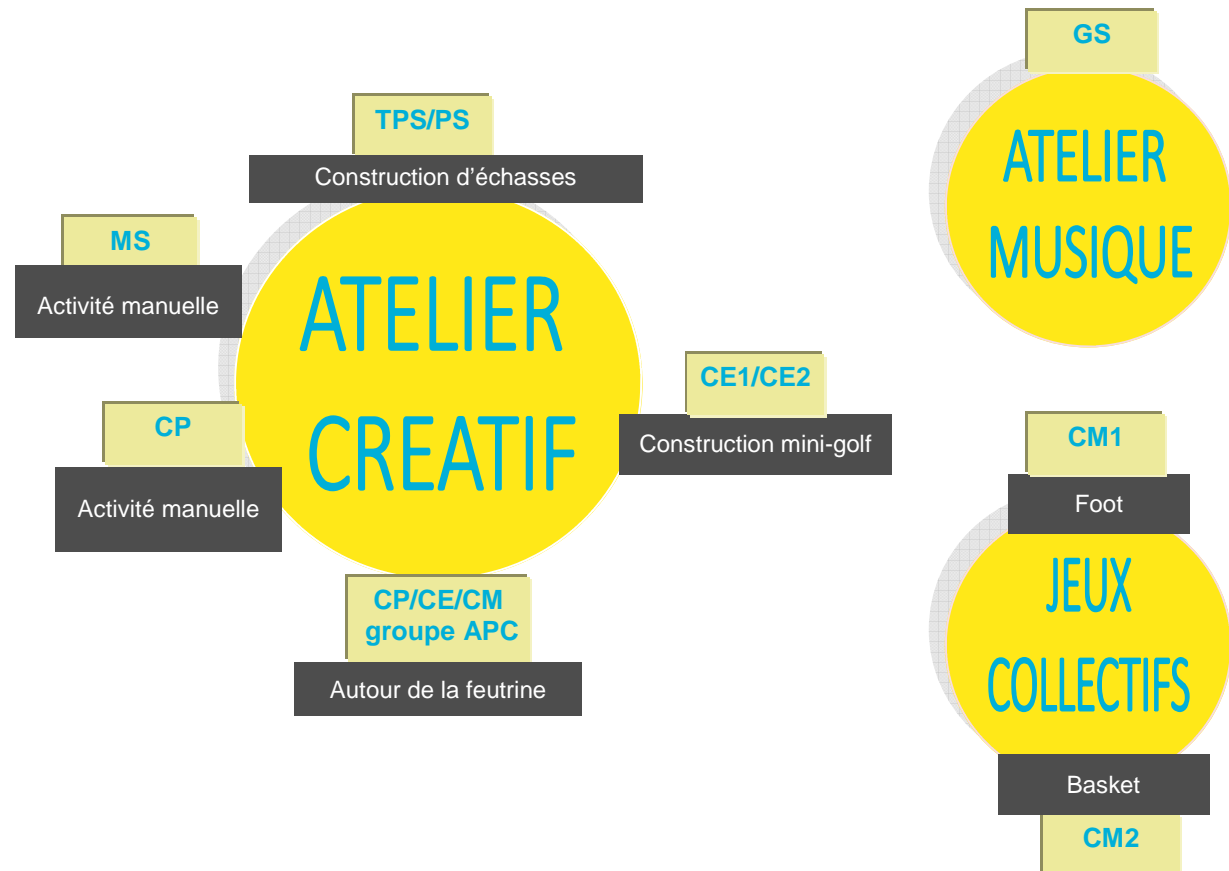 TPS/PS
Construction d'échasses
MS
Activité manuelle
ATELIER
CREATIF
CE1/CE2
Construction mini-golf
CP
Activité manuelle
CP/CE/CM
groupe APC
Autour de la feutrine
GS
ATELIER
MUSIQUE
CM1
Foot
JEUX
COLLECTIFS
Basket
CM2